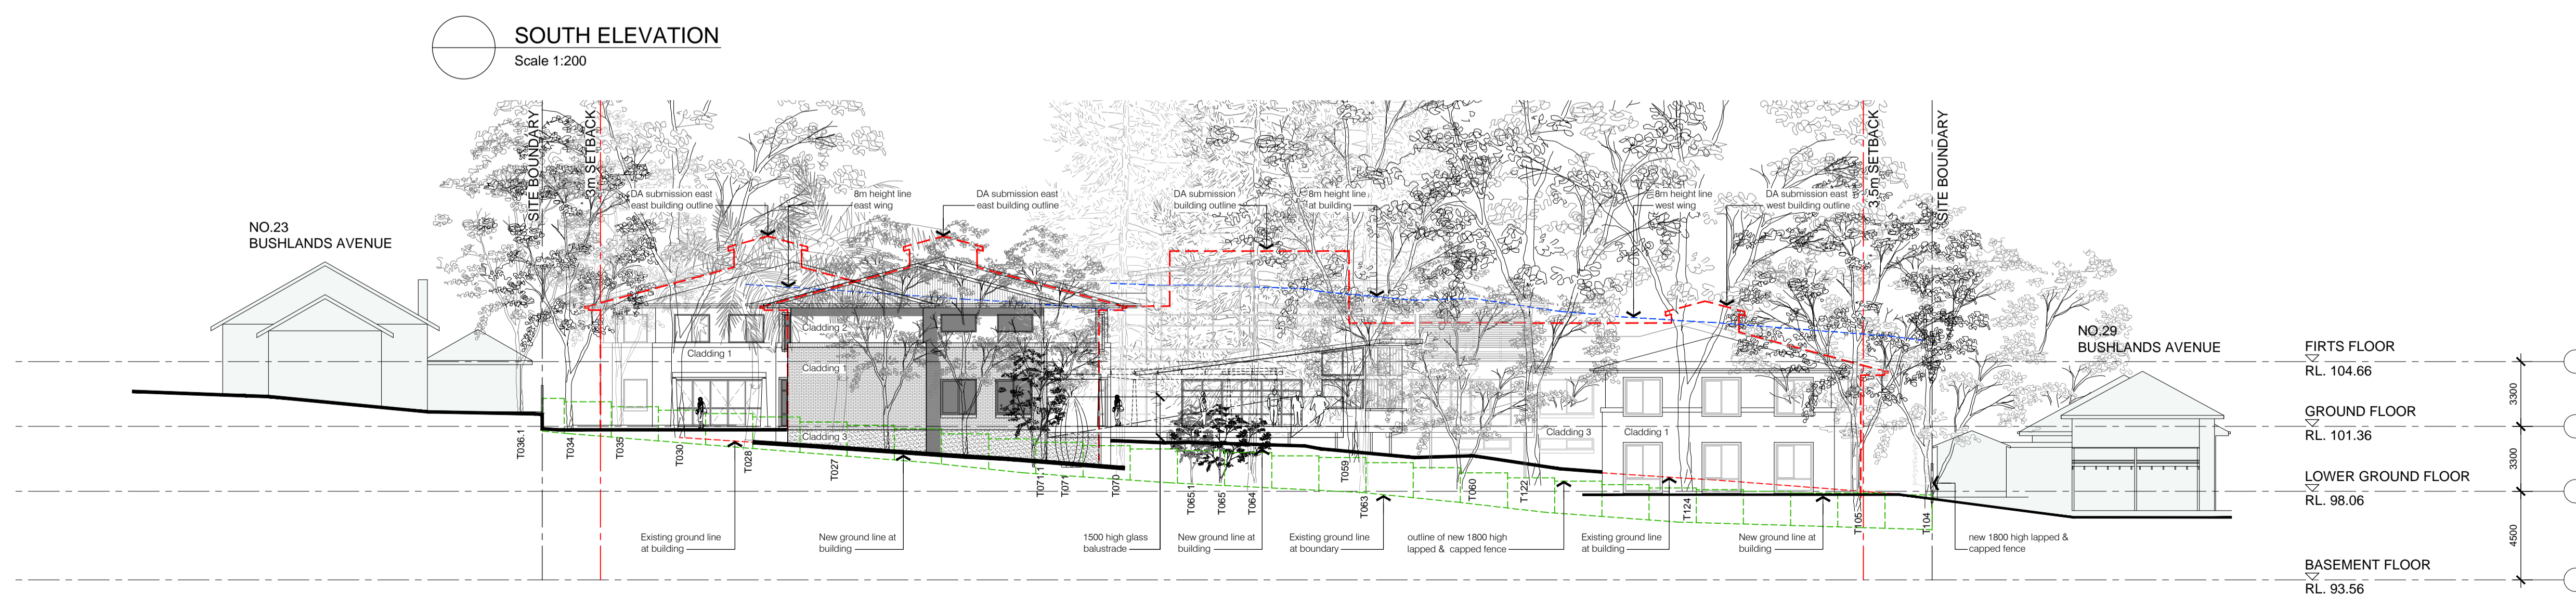 SOUTH ELEVATION
Scale 1:200
SITE BOUNDARY
3m SETBACK
3.5m SETBACK
SITE BOUNDARY
DA submission east
east building outline
8m height line
east wing
DA submission east
east building outline
DA submission
building outline
8m height line
at building
8m height line
west wing
DA submission east
west building outline
NO.23
BUSHLANDS AVENUE
NO.29
BUSHLANDS AVENUE
Cladding 2
Cladding 1
Cladding 1
Cladding 3
Cladding 3
Cladding 1
T036.1
T034
T035
T030
T028
T027
T071.1
T071
T070
T065.1
T065
T064
T059
T063
T060
T122
T124
T105
T104
Existing ground line
at building
New ground line at
building
1500 high glass
balustrade
New ground line at
building
Existing ground line
at boundary
outline of new 1800 high
lapped & capped fence
Existing ground line
at building
New ground line at
building
new 1800 high lapped &
capped fence
FIRTS FLOOR
RL. 104.66
3300
GROUND FLOOR
RL. 101.36
3300
LOWER GROUND FLOOR
RL. 98.06
4500
BASEMENT FLOOR
RL. 93.56